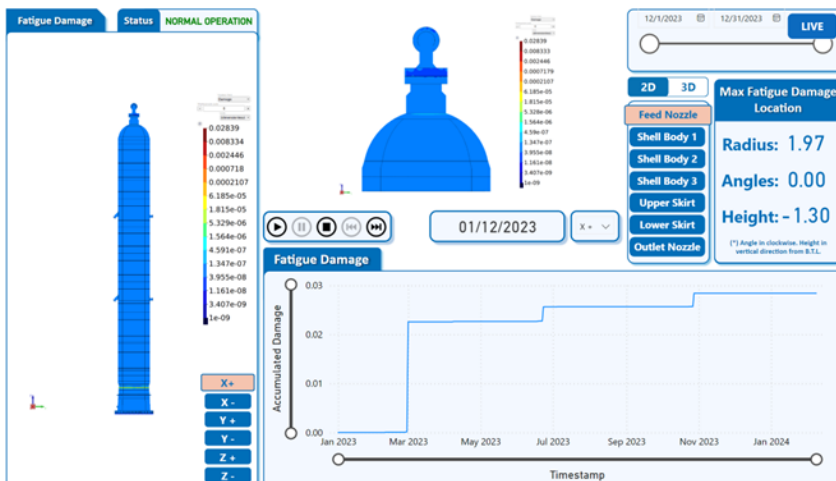 Fatigue Damage
Status
NORMAL OPERATION
0.02839
0.008334
0.002446
0.000718
0.0002107
6.185e-05
1.815e-05
5.329e-06
1.564e-06
4.591e-07
1.347e-07
3.955e-08
1.161e-08
3.407e-09
1e-09
X+
X -
Y +
Y -
Z +
Z -
0.02839
0.008333
0.002446
0.0007179
0.0002107
6.185e-05
1.815e-05
5.328e-06
1.564e-06
4.59e-07
1.347e-07
3.955e-08
1.161e-08
3.407e-09
1e-09
12/1/2023
12/31/2023
LIVE
2D
3D
Feed Nozzle
Shell Body 1
Shell Body 2
Shell Body 3
Upper Skirt
Lower Skirt
Outlet Nozzle
Max Fatigue Damage
Location
Radius: 1.97
Angles: 0.00
Height: - 1.30
(*) Angle in clockwise. Height in
vertical direction from B.T.L.
01/12/2023
X +
Fatigue Damage
Accumulated Damage
0.03
0.02
0.01
0.00
Jan 2023
Mar 2023
May 2023
Jul 2023
Sep 2023
Nov 2023
Jan 2024
Timestamp